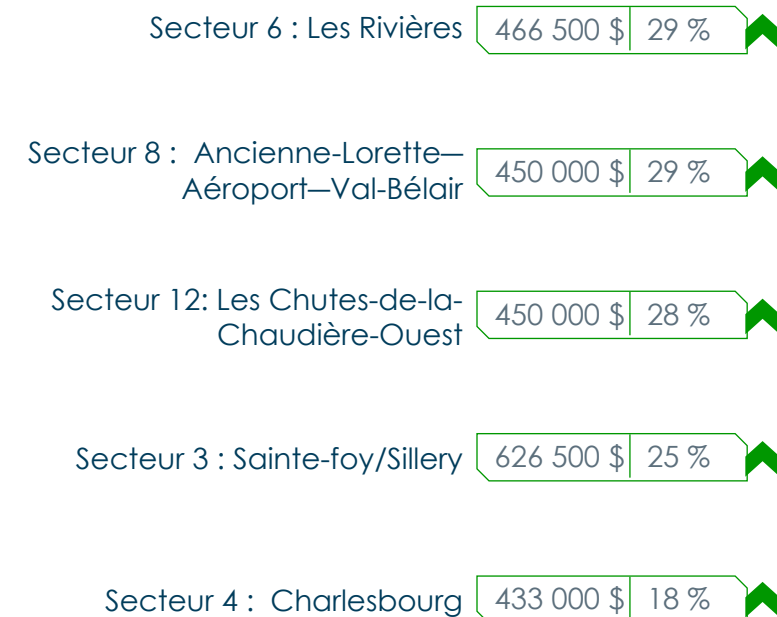 Secteur 6 : Les Rivières 466 500 $ 29 %
Secteur 8 : Ancienne-Lorette—
Aéroport—Val-Bélair 450 000 $ 29 %
Secteur 12: Les Chutes-de-la-
Chaudière-Ouest 450 000 $ 28 %
Secteur 3 : Sainte-foy/Sillery 626 500 $ 25 %
Secteur 4 : Charlesbourg 433 000 $ 18 %